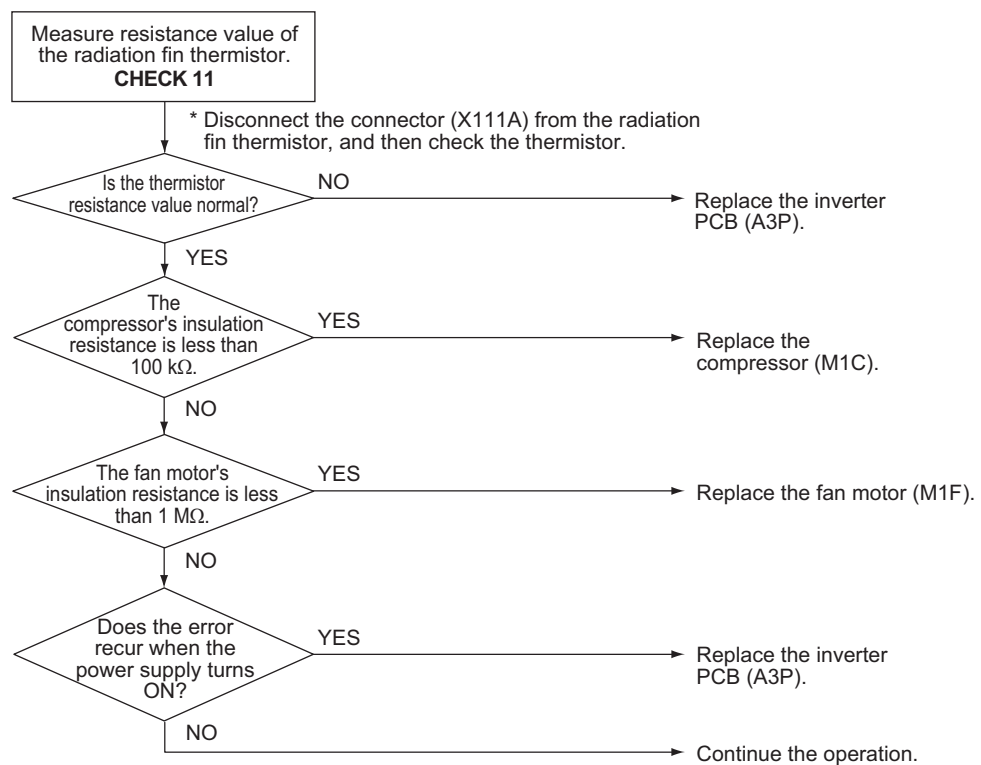 Measure resistance value of
the radiation fin thermistor.
CHECK 11
* Disconnect the connector (X111A) from the radiation
fin thermistor, and then check the thermistor.
Is the thermistor
resistance value normal?
NO
Replace the inverter
PCB (A3P).
YES
The
compressor's insulation
resistance is less than
100 kΩ.
YES
Replace the
compressor (M1C).
NO
The fan motor's
insulation resistance is less
than 1 MΩ.
YES
Replace the fan motor (M1F).
NO
Does the error
recur when the
power supply turns
ON?
YES
Replace the inverter
PCB (A3P).
NO
Continue the operation.